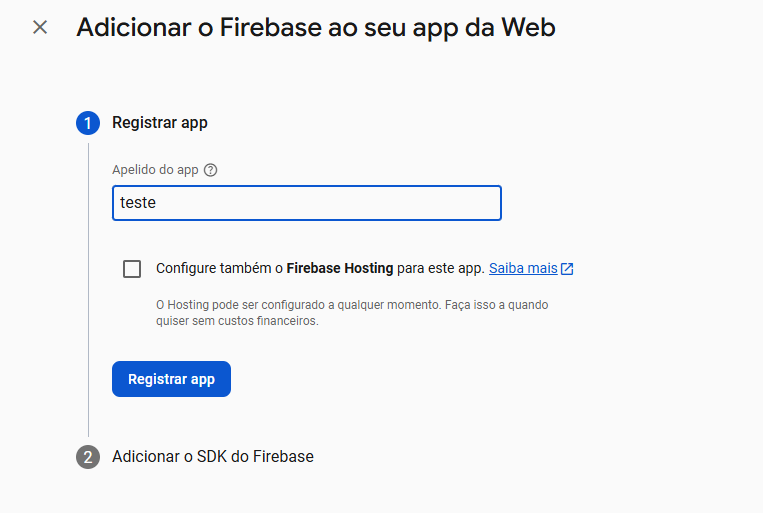 Adicionar o Firebase ao seu app da Web
1 Registrar app
Apelido do app
teste
Configure também o Firebase Hosting para este app. Saiba mais
O Hosting pode ser configurado a qualquer momento. Faça isso a quando
quiser sem custos financeiros.
Registrar app
2 Adicionar o SDK do Firebase